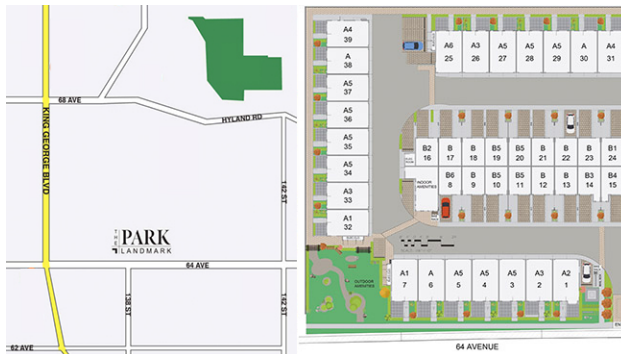 68 AVE
HYLAND RD
KING GEORGE BLVD
142 ST
THE
PARK
LANDMARK
64 AVE
138 ST
142 ST
62 AVE
A4
39
A
38
A5
37
A5
36
A5
35
A5
34
A3
33
A1
32
A6 A3 A5 A5 A5 A A4
25 26 27 28 29 30 31
B2 B B5 B5 B5 B B B1
16 17 18 19 20 21 22 23 24
B6 B B5 B5 B B B3 B4
8 9 10 11 12 13 14 15
INDOOR
AMENITIES
OUTDOOR
AMENITIES
A1 A A5 A5 A5 A3 A2
7 6 5 4 3 2 1
64 AVENUE